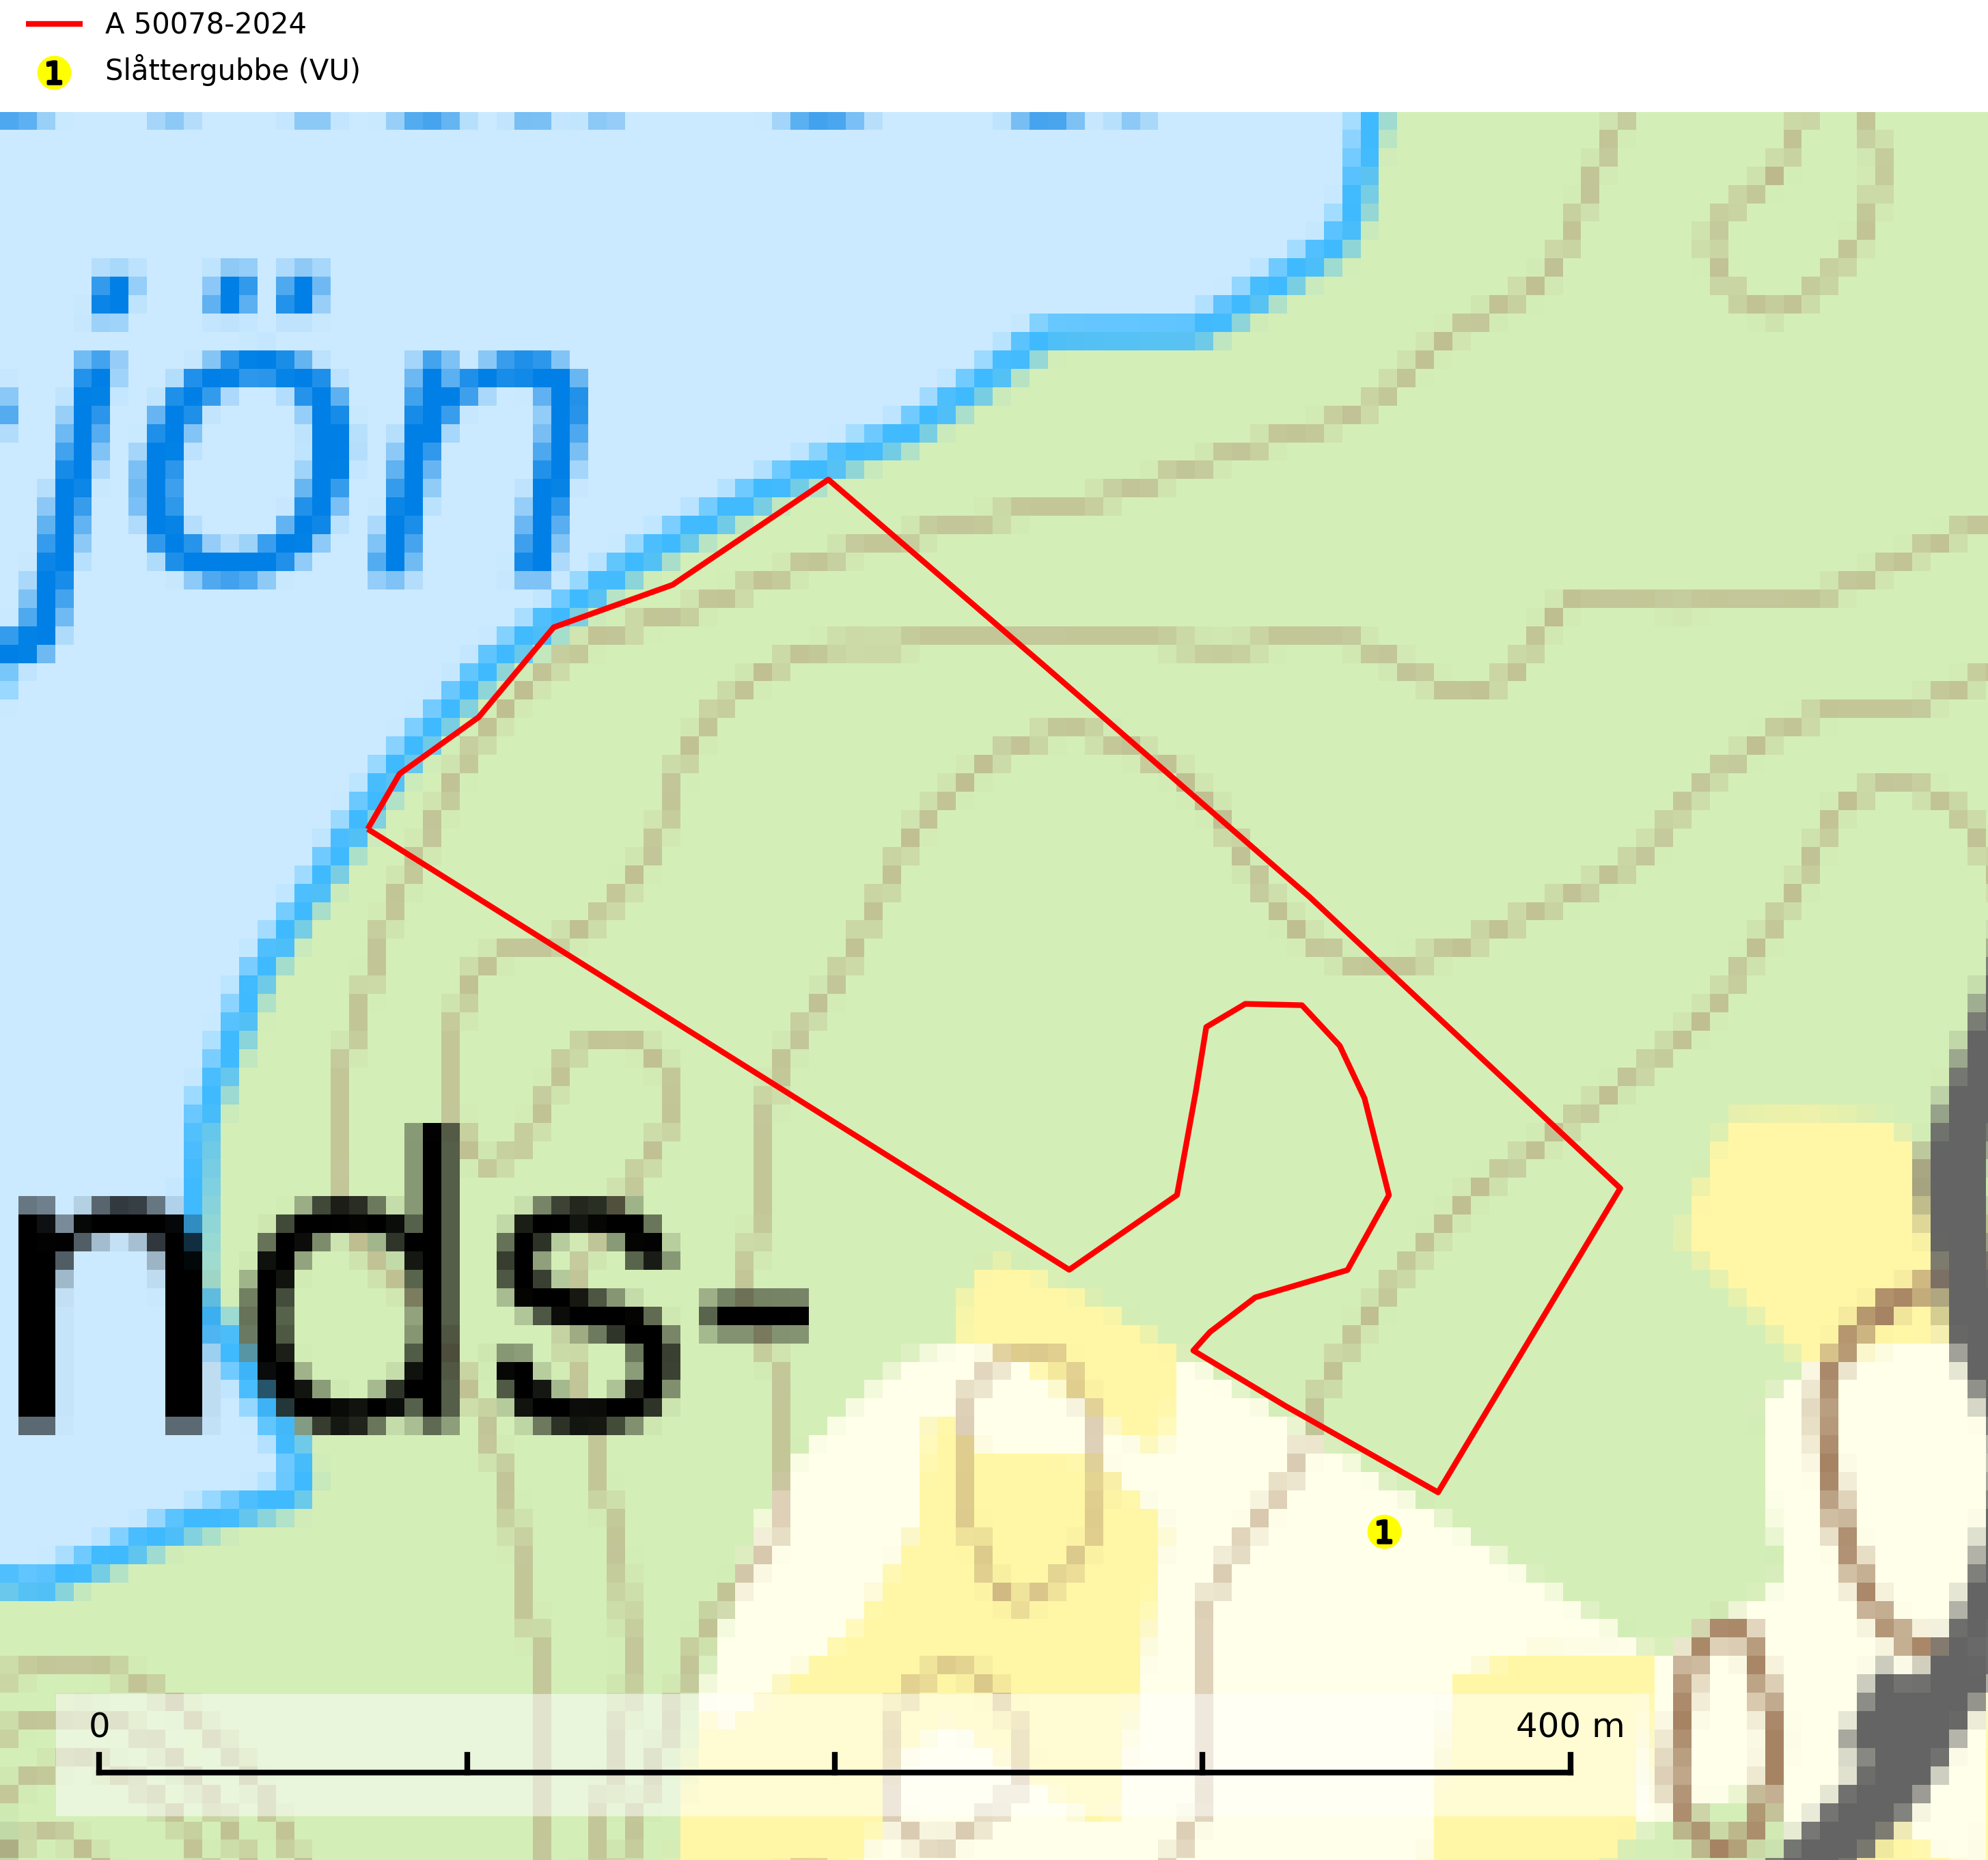 A 50078-2024
1 Slåttergubbe (VU)
jön
nds-
1
0 400 m